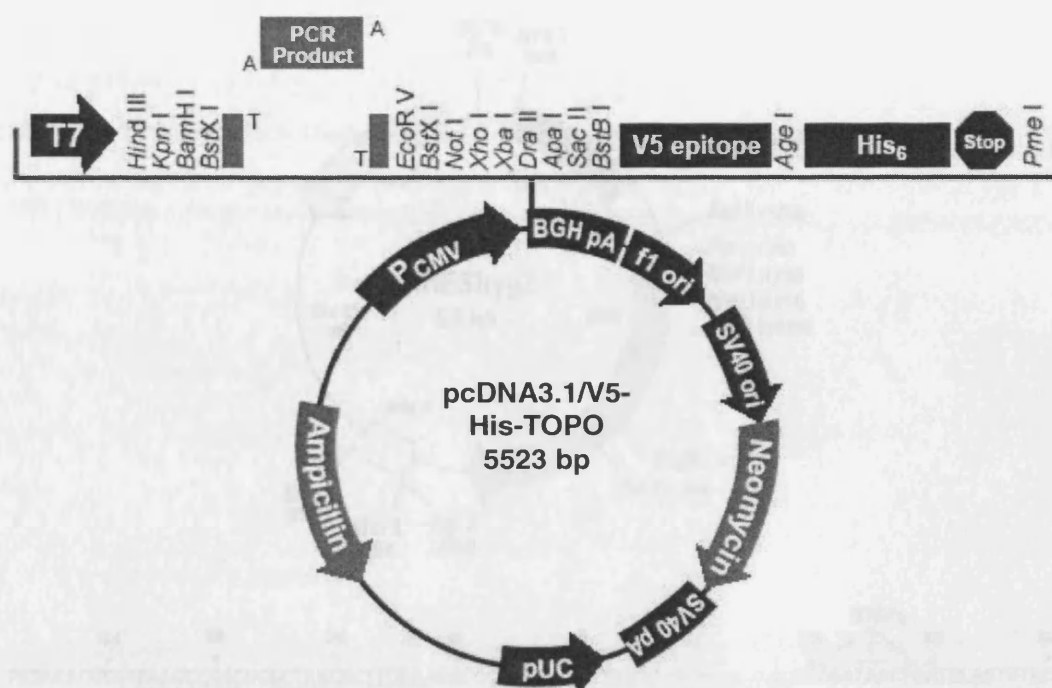 PCR
Product
A
A
T
T
T7
Hind III
Kpn I
BamH I
BstX I
EcoR V
BstX I
Not I
Xho I
Xba I
Dra II
Apa I
Sac II
BstB I
V5 epitope
Age I
His6
Stop
Pme I
PCMV
BGH pA
f1 ori
SV40 ori
Neomycin
SV40 pA
pUC
Ampicillin
pcDNA3.1/V5-
His-TOPO
5523 bp